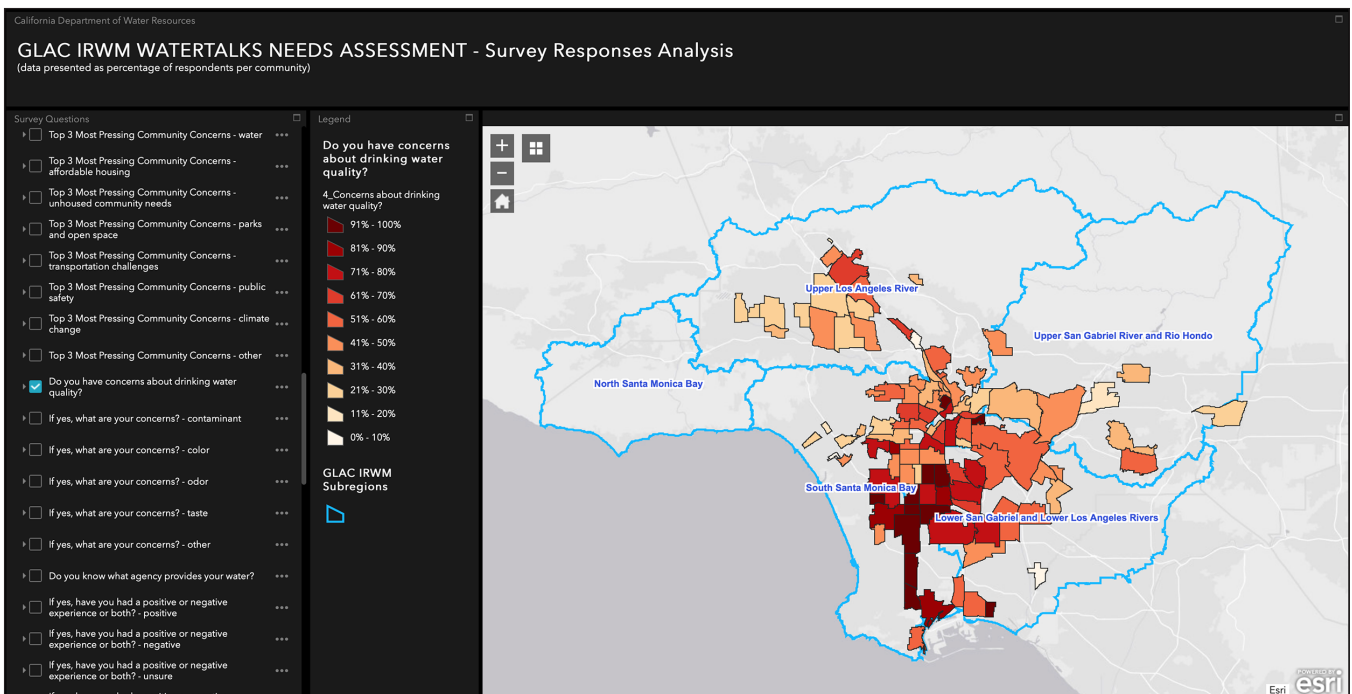 California Department of Water Resources
GLAC IRWM WATERTALKS NEEDS ASSESSMENT - Survey Responses Analysis
(data presented as percentage of respondents per community)
Survey Questions
Top 3 Most Pressing Community Concerns - water
Top 3 Most Pressing Community Concerns -
affordable housing
Top 3 Most Pressing Community Concerns -
unhoused community needs
Top 3 Most Pressing Community Concerns - parks
and open space
Top 3 Most Pressing Community Concerns -
transportation challenges
Top 3 Most Pressing Community Concerns - public
safety
Top 3 Most Pressing Community Concerns - climate
change
Top 3 Most Pressing Community Concerns - other
Do you have concerns about drinking water
quality?
If yes, what are your concerns? - contaminant
If yes, what are your concerns? - color
If yes, what are your concerns? - odor
If yes, what are your concerns? - taste
If yes, what are your concerns? - other
Do you know what agency provides your water?
If yes, have you had a positive or negative
experience or both? - positive
If yes, have you had a positive or negative
experience or both? - negative
If yes, have you had a positive or negative
experience or both? - unsure
Legend
Do you have concerns
about drinking water
quality?
4_Concerns about drinking
water quality?
91% - 100%
81% - 90%
71% - 80%
61% - 70%
51% - 60%
41% - 50%
31% - 40%
21% - 30%
11% - 20%
0% - 10%
GLAC IRWM
Subregions
Upper Los Angeles River
Upper San Gabriel River and Rio Hondo
North Santa Monica Bay
South Santa Monica Bay
Lower San Gabriel and Lower Los Angeles Rivers
Esri
POWERED BY
esri